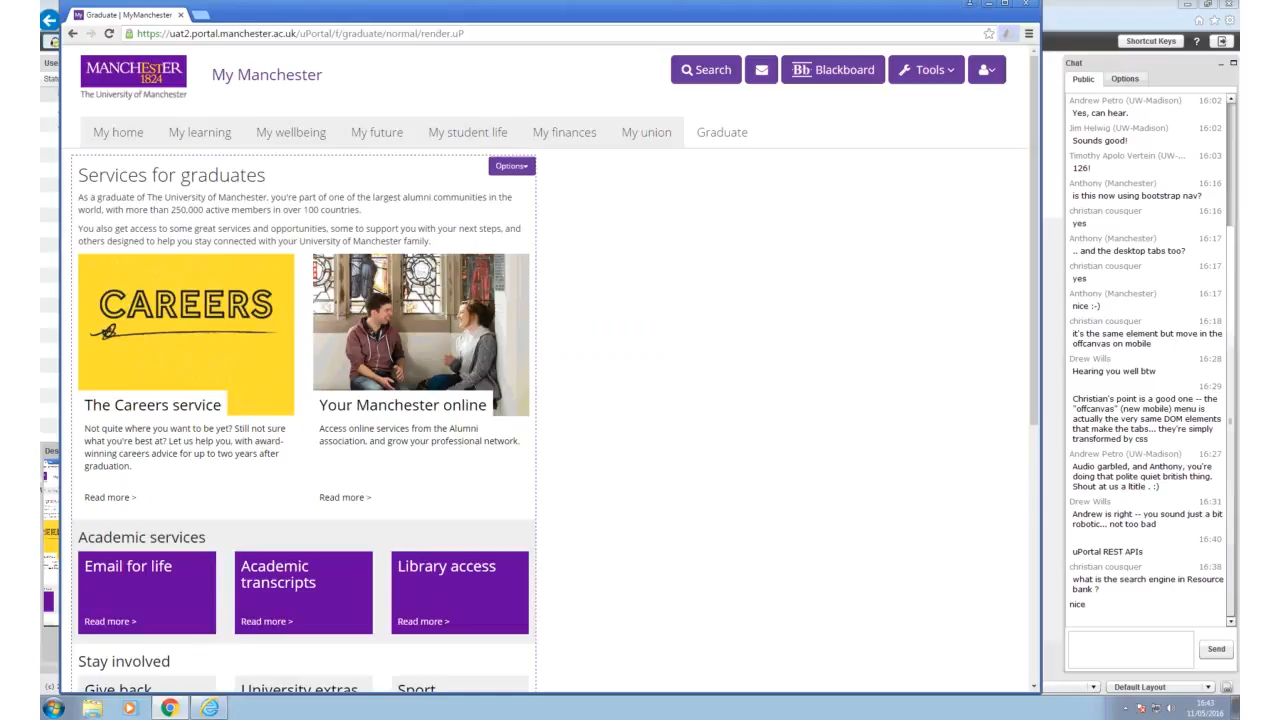 Graduate | MyManchester
https://uat2.portal.manchester.ac.uk/uPortal/f/graduate/normal/render.uP
MANCHESTER
1824
The University of Manchester
My Manchester
Search
Bb Blackboard
Tools
My home
My learning
My wellbeing
My future
My student life
My finances
My union
Graduate
Options
Services for graduates
As a graduate of The University of Manchester, you're part of one of the largest alumni communities in the
world, with more than 250,000 active members in over 100 countries.
You also get access to some great services and opportunities, some to support you with your next steps, and
others designed to help you stay connected with your University of Manchester family.
CAREERS
The Careers service
Not quite where you want to be yet? Still not sure
what you're best at? Let us help you, with award-
winning careers advice for up to two years after
graduation.
Read more >
Your Manchester online
Access online services from the Alumni
association, and grow your professional network.
Read more >
Academic services
Email for life
Read more >
Academic
transcripts
Read more >
Library access
Read more >
Stay involved
Give back
University extras
Sport
Shortcut Keys
?
Chat
Public
Options
Andrew Petro (UW-Madison) 16:02
Yes, can hear.
Jim Helwig (UW-Madison) 16:02
Sounds good!
Timothy Apolo Vertein (UW-... 16:03
126!
Anthony (Manchester) 16:16
is this now using bootstrap nav?
christian cousquer 16:16
yes
Anthony (Manchester) 16:17
.. and the desktop tabs too?
christian cousquer 16:17
yes
Anthony (Manchester) 16:17
nice :-)
christian cousquer 16:18
it's the same element but move in the
offcanvas on mobile
Drew Wills 16:28
Hearing you well btw
16:29
Christian's point is a good one -- the
"offcanvas" (new mobile) menu is
actually the very same DOM elements
that make the tabs... they're simply
transformed by css
Andrew Petro (UW-Madison) 16:27
Audio garbled, and Anthony, you're
doing that polite quiet british thing.
Shout at us a ltitle . :)
Drew Wills 16:31
Andrew is right -- you sound just a bit
robotic... not too bad
16:40
uPortal REST APIs
christian cousquer 16:38
what is the search engine in Resource
bank ?
nice
Send
Default Layout
16:43
11/05/2016